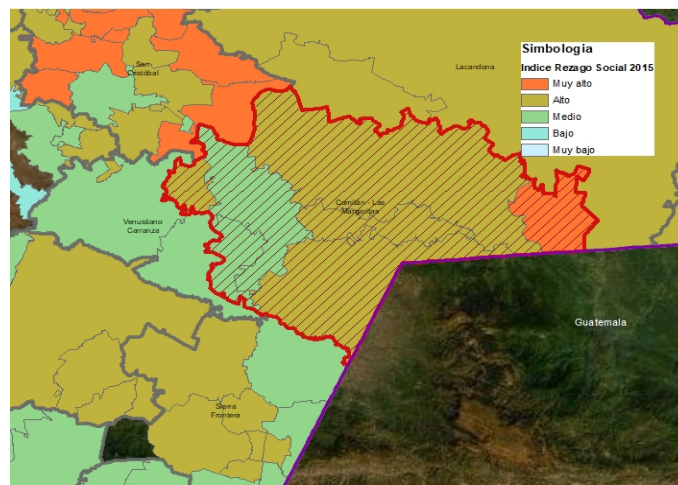 Simbologia
Indice Rezago Social 2015
Muy alto
Alto
Medio
Bajo
Muy bajo
San
Cristóbal
Lacandona
Comitán - Las
Margaritas
Venustiano
Carranza
Guatemala
Sierra
Frontera